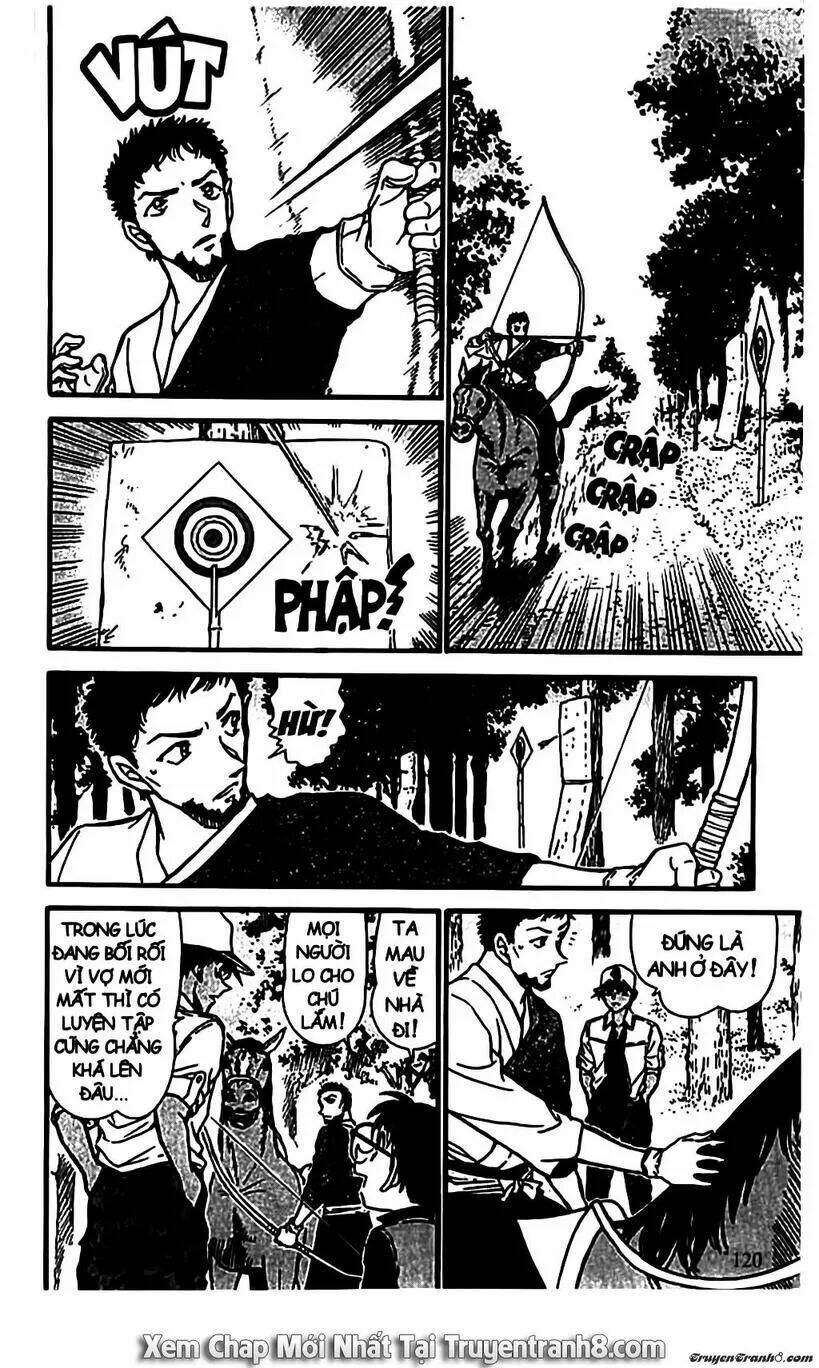 VÚT
CRẬP
CRẬP
CRẬP
PHẬP!
HỪ!
ĐÚNG LÀ
ANH Ở ĐÂY!
TA
MAU
VỀ
NHÀ
ĐI!
MỌI
NGƯỜI
LO CHO
CHÚ
LẮM!
TRONG LÚC
ĐANG BỐI RỐI
VÌ VỢ MỚI
MẤT THÌ CÓ
LUYỆN TẬP
CŨNG CHẲNG
KHÁ LÊN
ĐÂU...
120
Xem Chap Mới Nhất Tại Truyentranh8.com
TruyenTranh8.com